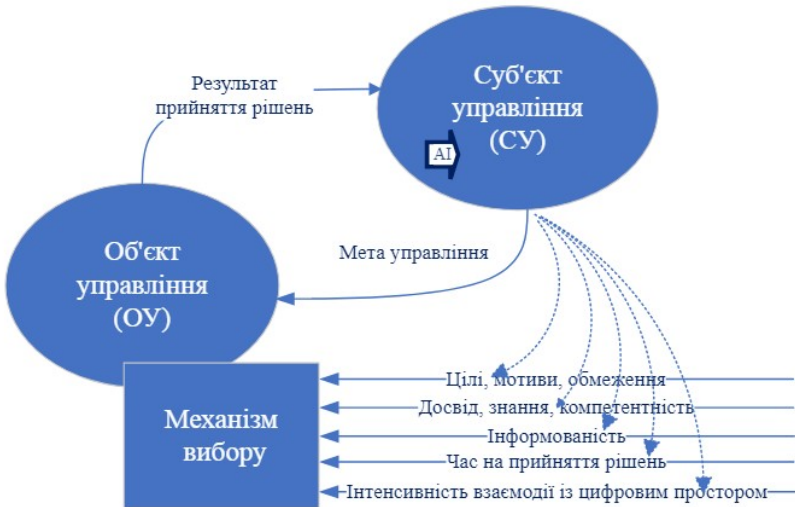 Результат
прийняття рішень
Суб'єкт
управління
(СУ)
AI
Мета управління
Об'єкт
управління
(ОУ)
Механізм
вибору
Цілі, мотиви, обмеження
Досвід, знання, компетентність
Інформованість
Час на прийняття рішень
Інтенсивність взаємодії із цифровим простором